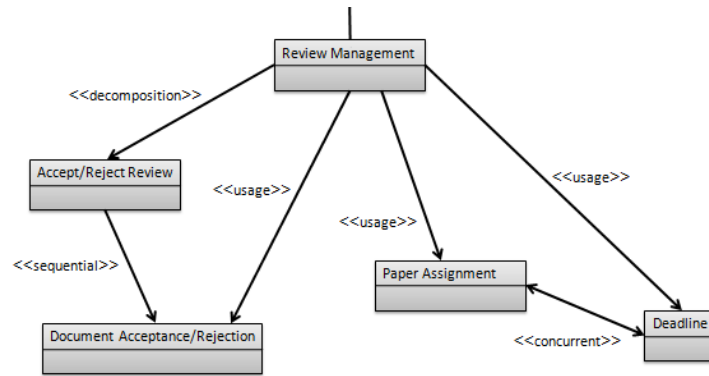 Review Management
<<decomposition>>
Accept/Reject Review
<<usage>>
<<usage>>
<<usage>>
<<sequential>>
Paper Assignment
Document Acceptance/Rejection
Deadline
<<concurrent>>